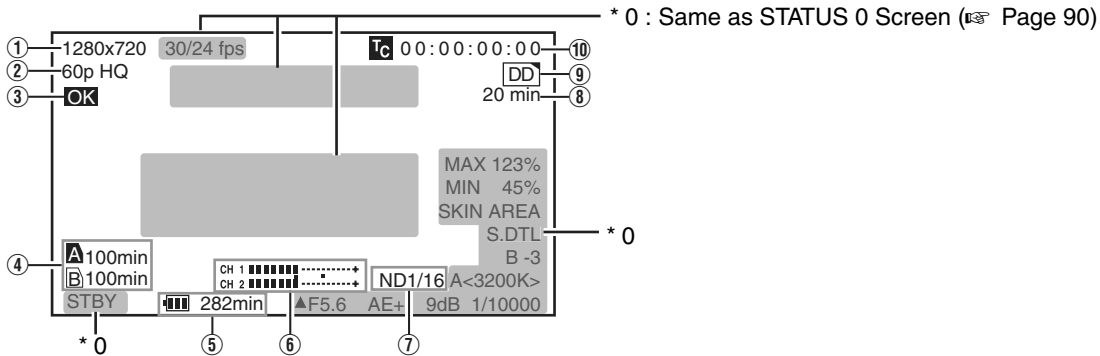 * 0 : Same as STATUS 0 Screen (☞ Page 90)
① 1280x720 30/24 fps Tc 00:00:00:00 ⑩
② 60p HQ DD ⑨
③ OK 20 min ⑧
MAX 123%
MIN 45%
SKIN AREA
S.DTL * 0
B -3
④ A 100min
B 100min
CH 1
CH 2
ND1/16 A<3200K>
STBY 282min ▲F5.6 AE+ 9dB 1/10000
* 0 ⑤ ⑥ ⑦